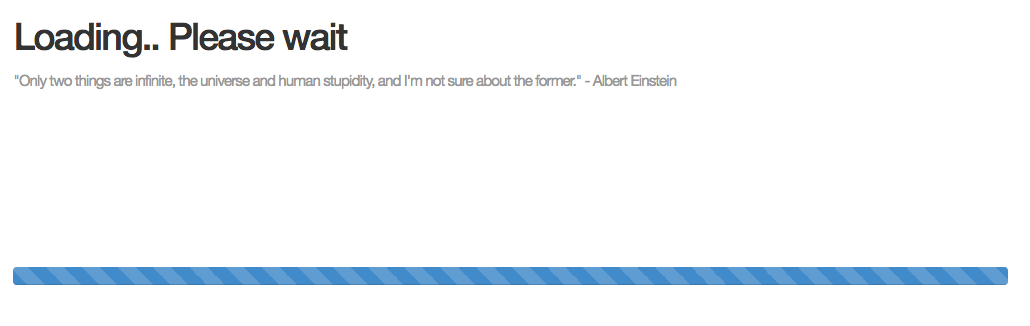 Loading.. Please wait
"Only two things are infinite, the universe and human stupidity, and I'm not sure about the former." - Albert Einstein